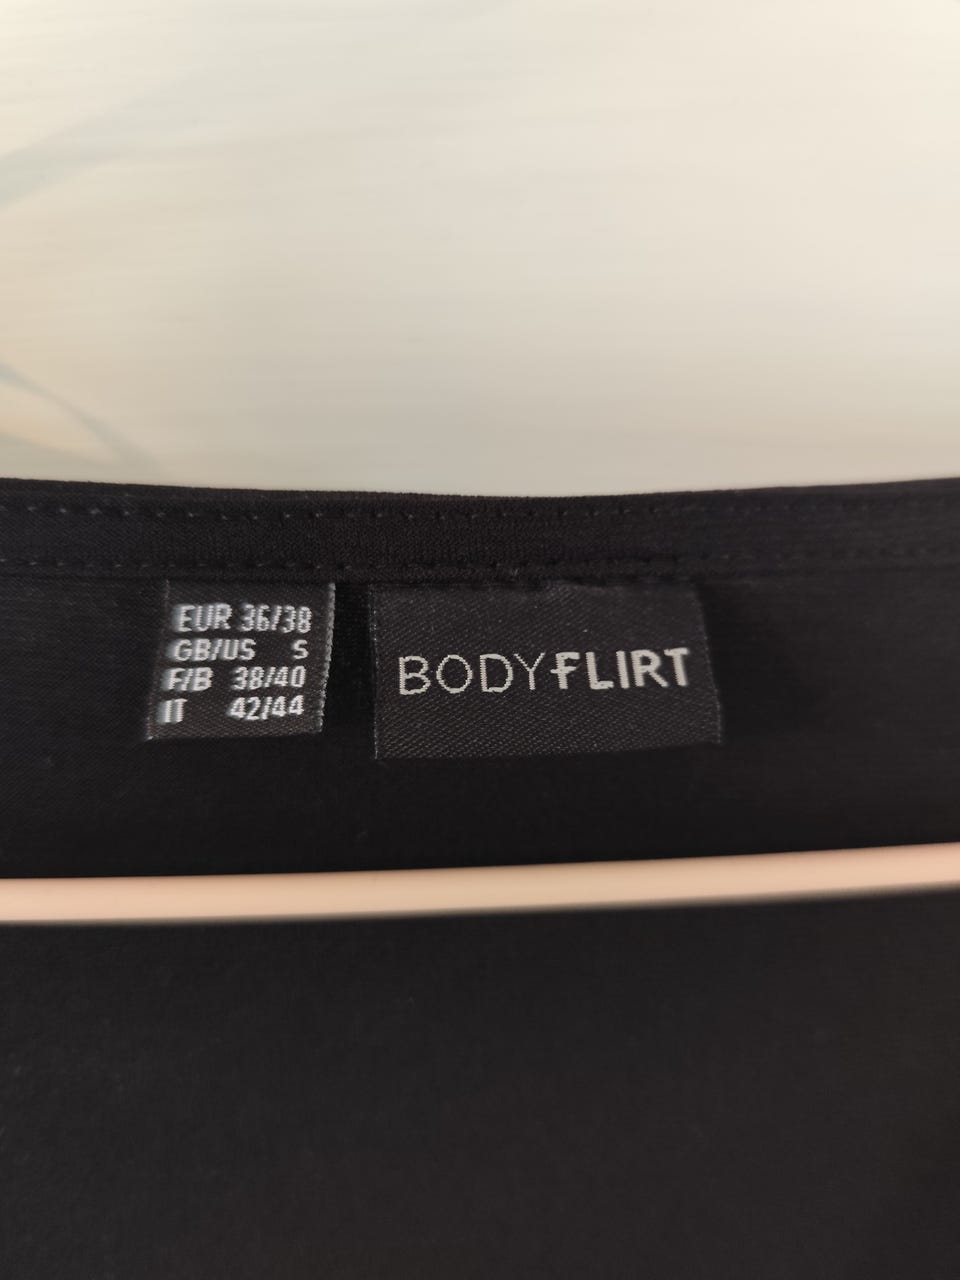 EUR 36/38
GB/US S
F/B 38/40
IT 42/44
BODYFLIRT